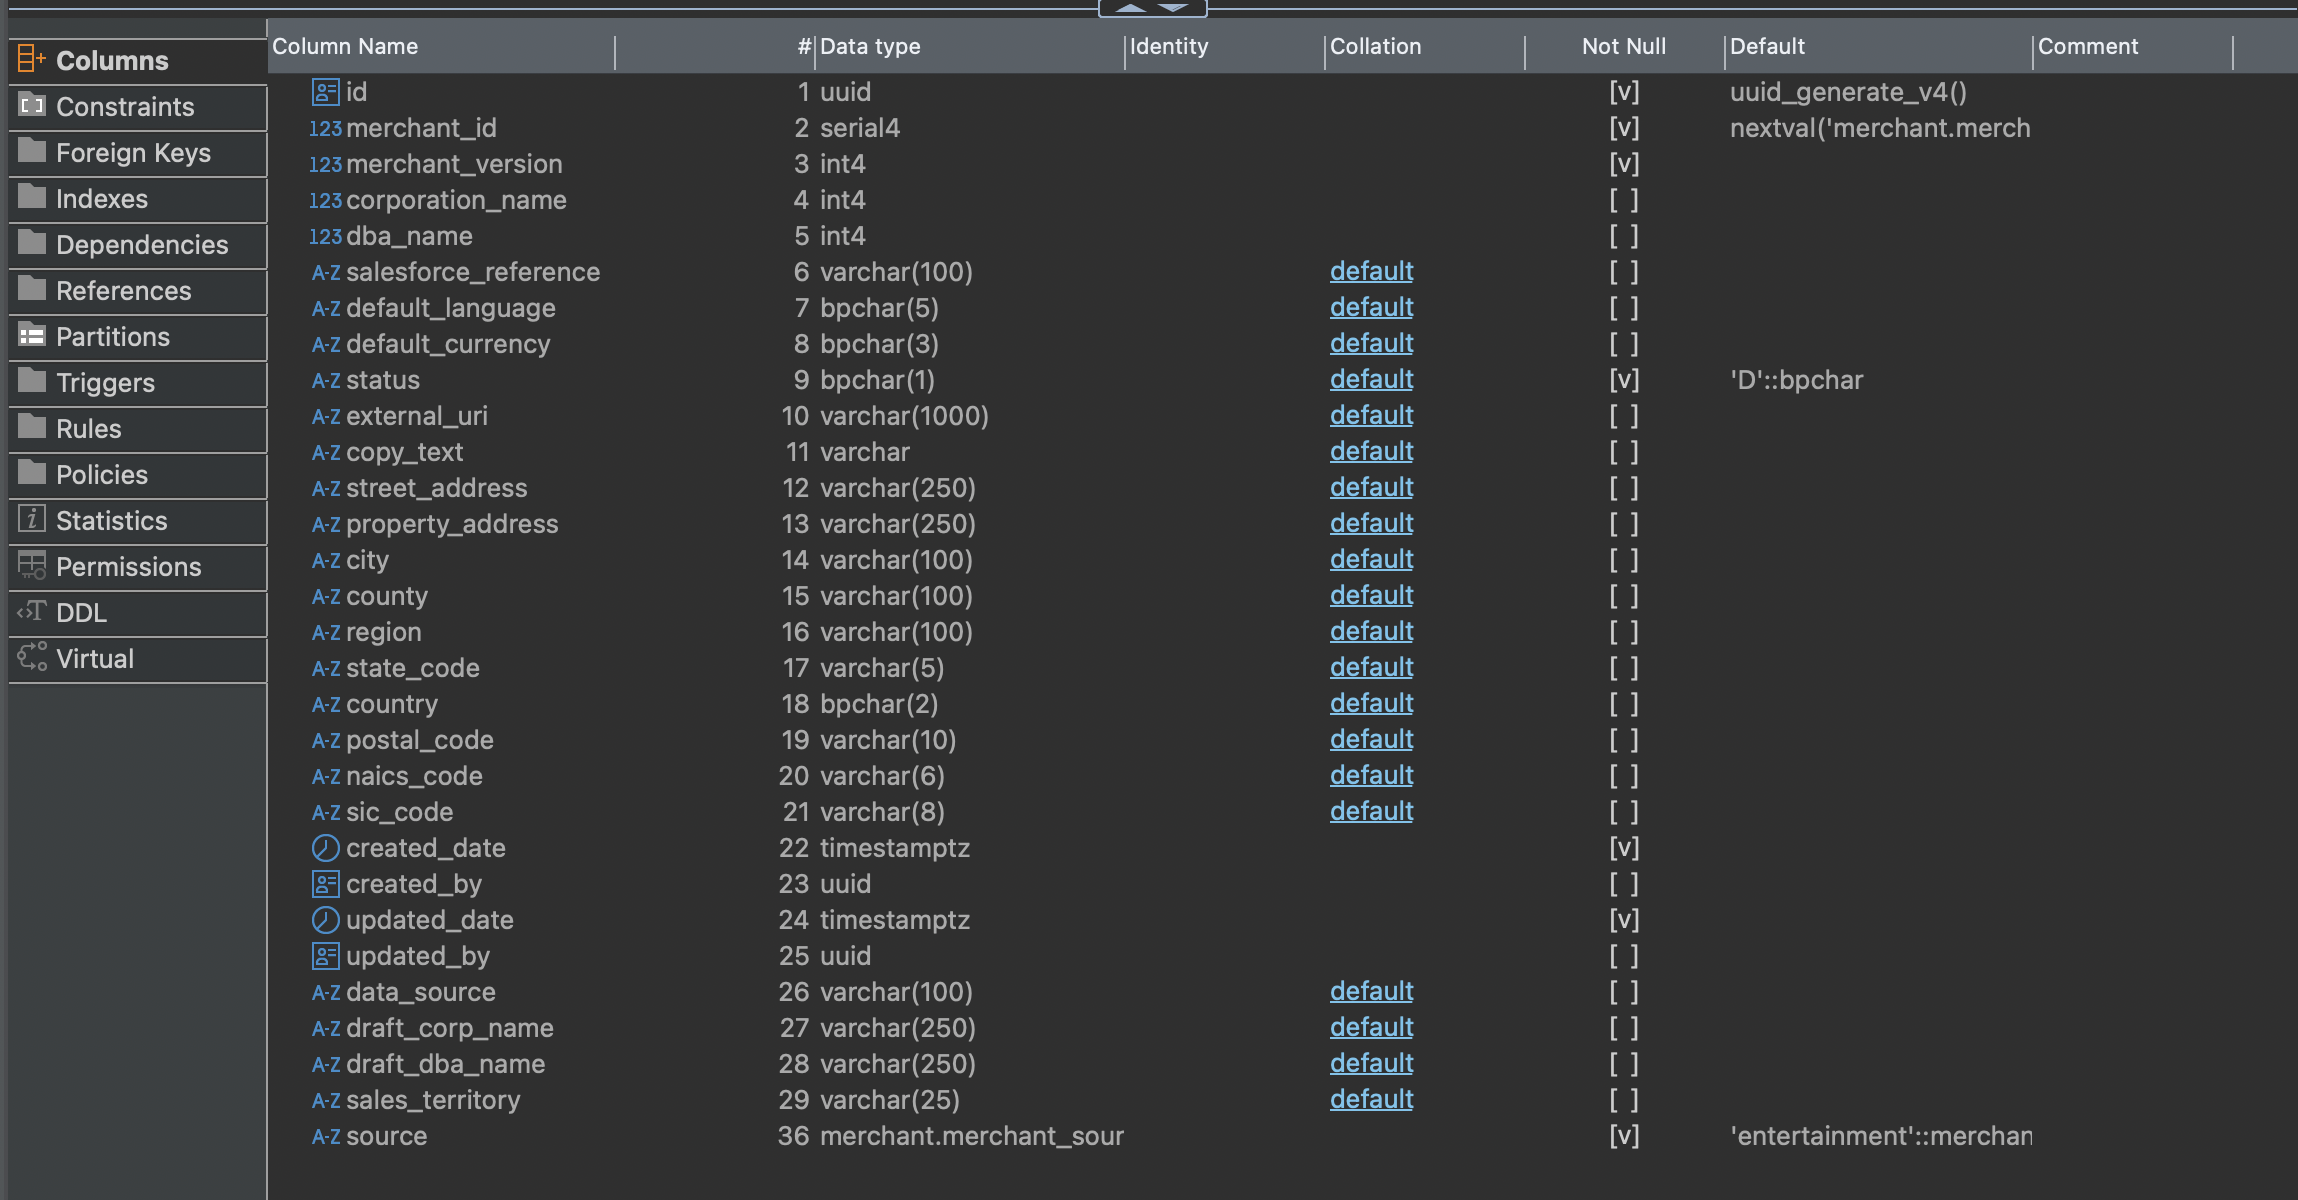 Columns
Constraints
Foreign Keys
Indexes
Dependencies
References
Partitions
Triggers
Rules
Policies
Statistics
Permissions
DDL
Virtual
Column Name # Data type Identity Collation Not Null Default Comment
id 1 uuid [v] uuid_generate_v4()
123 merchant_id 2 serial4 [v] nextval('merchant.merch
123 merchant_version 3 int4 [v]
123 corporation_name 4 int4 [ ]
123 dba_name 5 int4 [ ]
A-Z salesforce_reference 6 varchar(100) default [ ]
A-Z default_language 7 bpchar(5) default [ ]
A-Z default_currency 8 bpchar(3) default [ ]
A-Z status 9 bpchar(1) default [v] 'D'::bpchar
A-Z external_uri 10 varchar(1000) default [ ]
A-Z copy_text 11 varchar default [ ]
A-Z street_address 12 varchar(250) default [ ]
A-Z property_address 13 varchar(250) default [ ]
A-Z city 14 varchar(100) default [ ]
A-Z county 15 varchar(100) default [ ]
A-Z region 16 varchar(100) default [ ]
A-Z state_code 17 varchar(5) default [ ]
A-Z country 18 bpchar(2) default [ ]
A-Z postal_code 19 varchar(10) default [ ]
A-Z naics_code 20 varchar(6) default [ ]
A-Z sic_code 21 varchar(8) default [ ]
created_date 22 timestamptz [v]
created_by 23 uuid [ ]
updated_date 24 timestamptz [v]
updated_by 25 uuid [ ]
A-Z data_source 26 varchar(100) default [ ]
A-Z draft_corp_name 27 varchar(250) default [ ]
A-Z draft_dba_name 28 varchar(250) default [ ]
A-Z sales_territory 29 varchar(25) default [ ]
A-Z source 36 merchant.merchant_sour [v] 'entertainment'::merchan